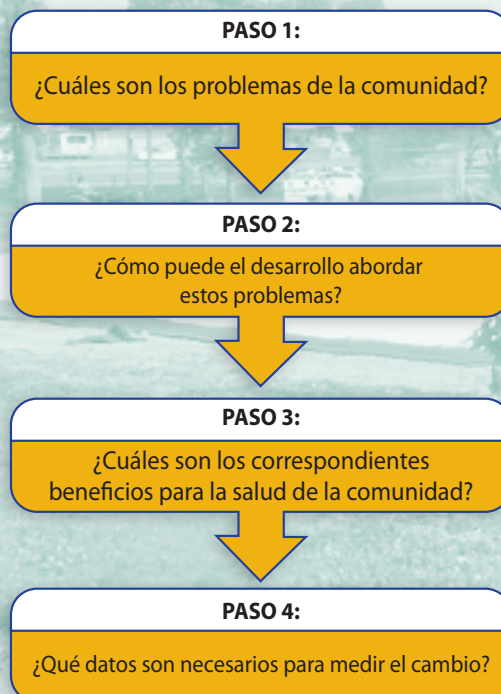 PASO 1:
¿Cuáles son los problemas de la comunidad?
PASO 2:
¿Cómo puede el desarrollo abordar
estos problemas?
PASO 3:
¿Cuáles son los correspondientes
beneficios para la salud de la comunidad?
PASO 4:
¿Qué datos son necesarios para medir el cambio?